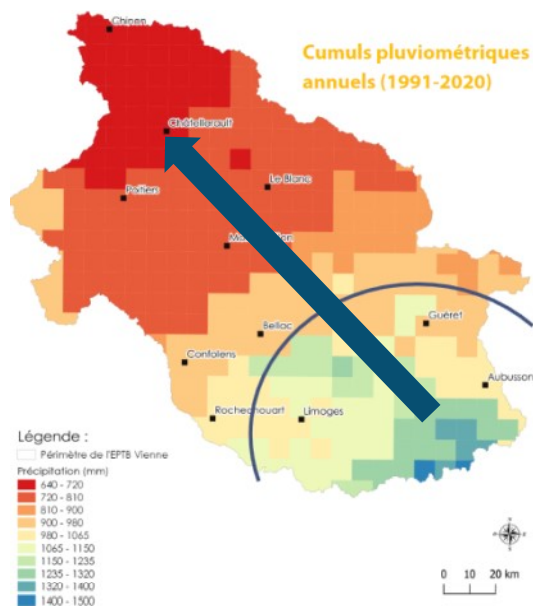 Chinon
Cumuls pluviométriques
annuels (1991-2020)
Châtellerault
Le Blanc
Poitiers
Guéret
Bellac
Confolens
Aubusson
Rochechouart
Limoges
Légende :
Périmètre de l'EPTB Vienne
Précipitation (mm)
640 - 720
720 - 810
810 - 900
900 - 980
980 - 1065
1065 - 1150
1150 - 1235
1235 - 1320
1320 - 1400
1400 - 1500
0 10 20 km